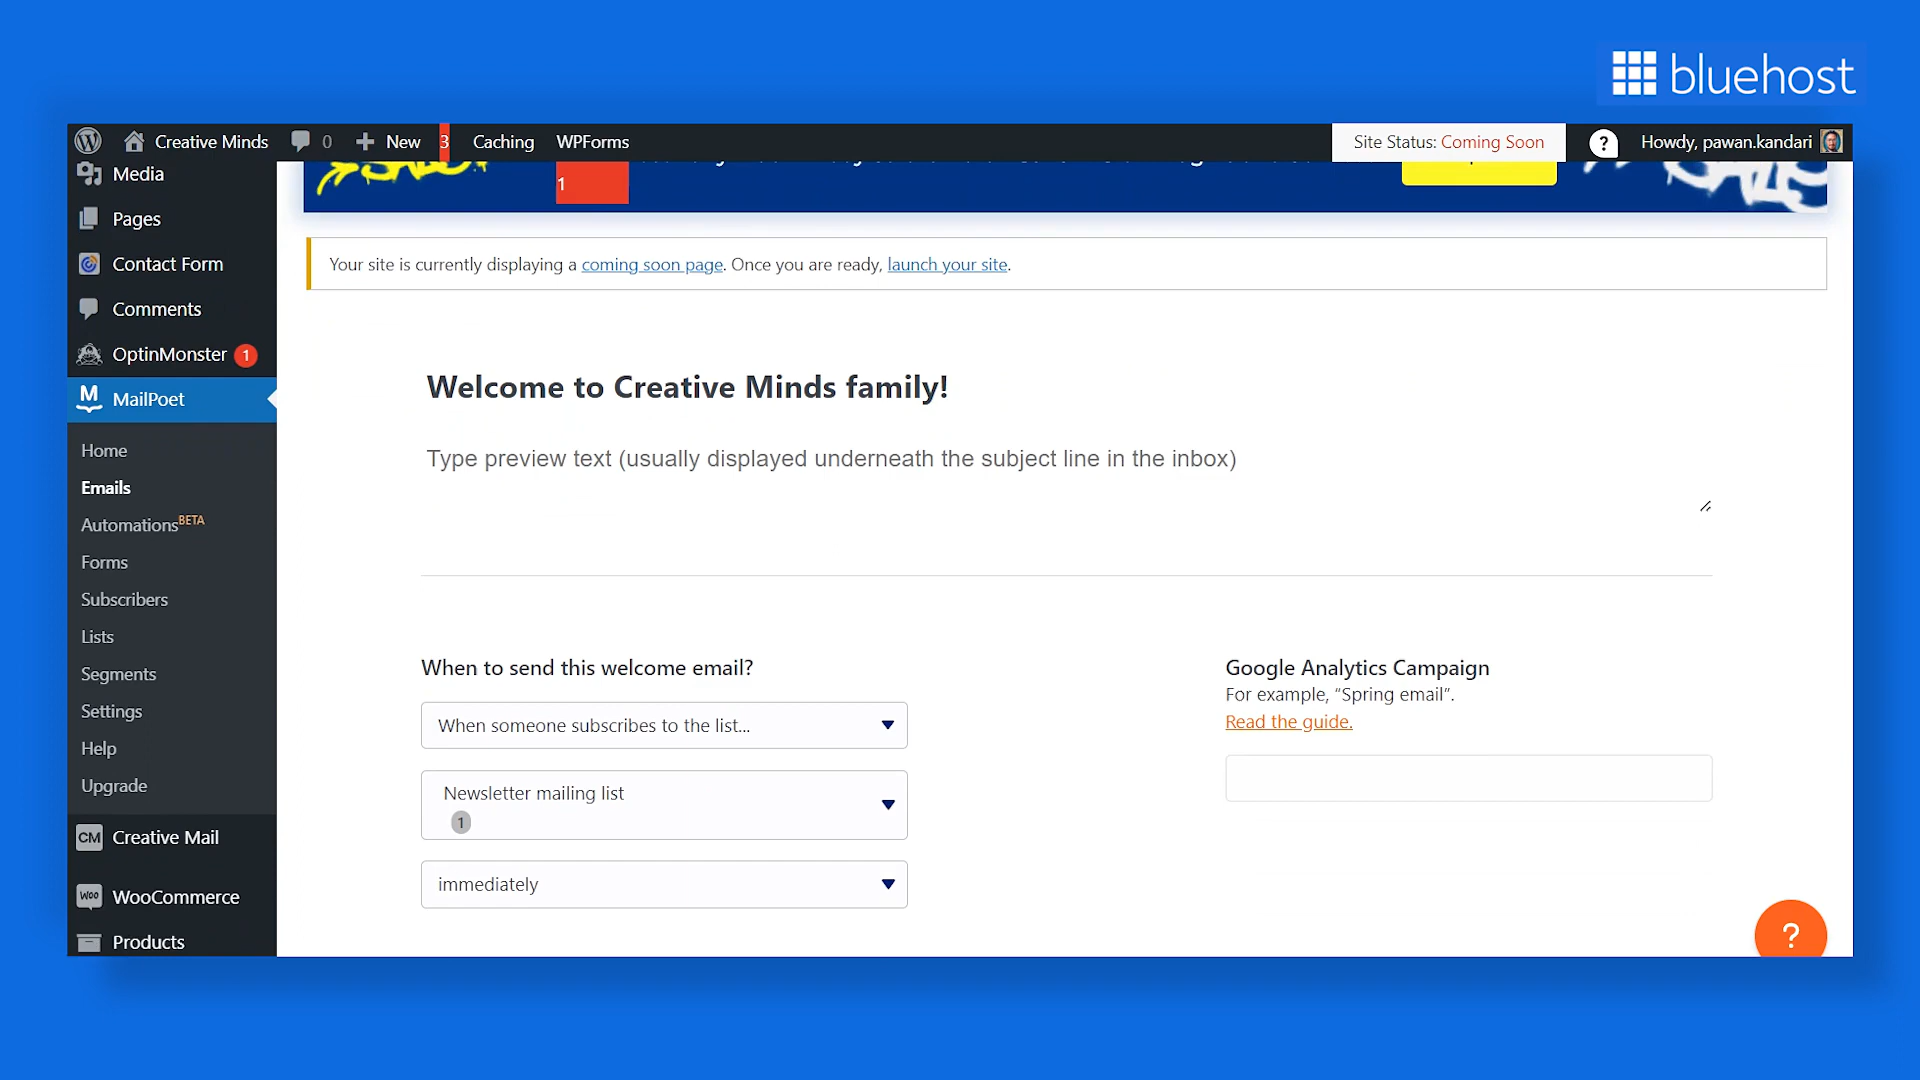 bluehost
Creative Minds 0 New 3 Caching WPForms Site Status: Coming Soon ? Howdy, pawan.kandari
Media
1
Pages
Contact Form
Your site is currently displaying a coming soon page. Once you are ready, launch your site.
Comments
OptinMonster 1
MailPoet
Welcome to Creative Minds family!
Home
Type preview text (usually displayed underneath the subject line in the inbox)
Emails
Automations BETA
Forms
Subscribers
Lists
Segments
Settings
Help
Upgrade
When to send this welcome email?
When someone subscribes to the list...
Newsletter mailing list
1
immediately
Google Analytics Campaign
For example, “Spring email”.
Read the guide.
CM Creative Mail
Woo WooCommerce
Products
?